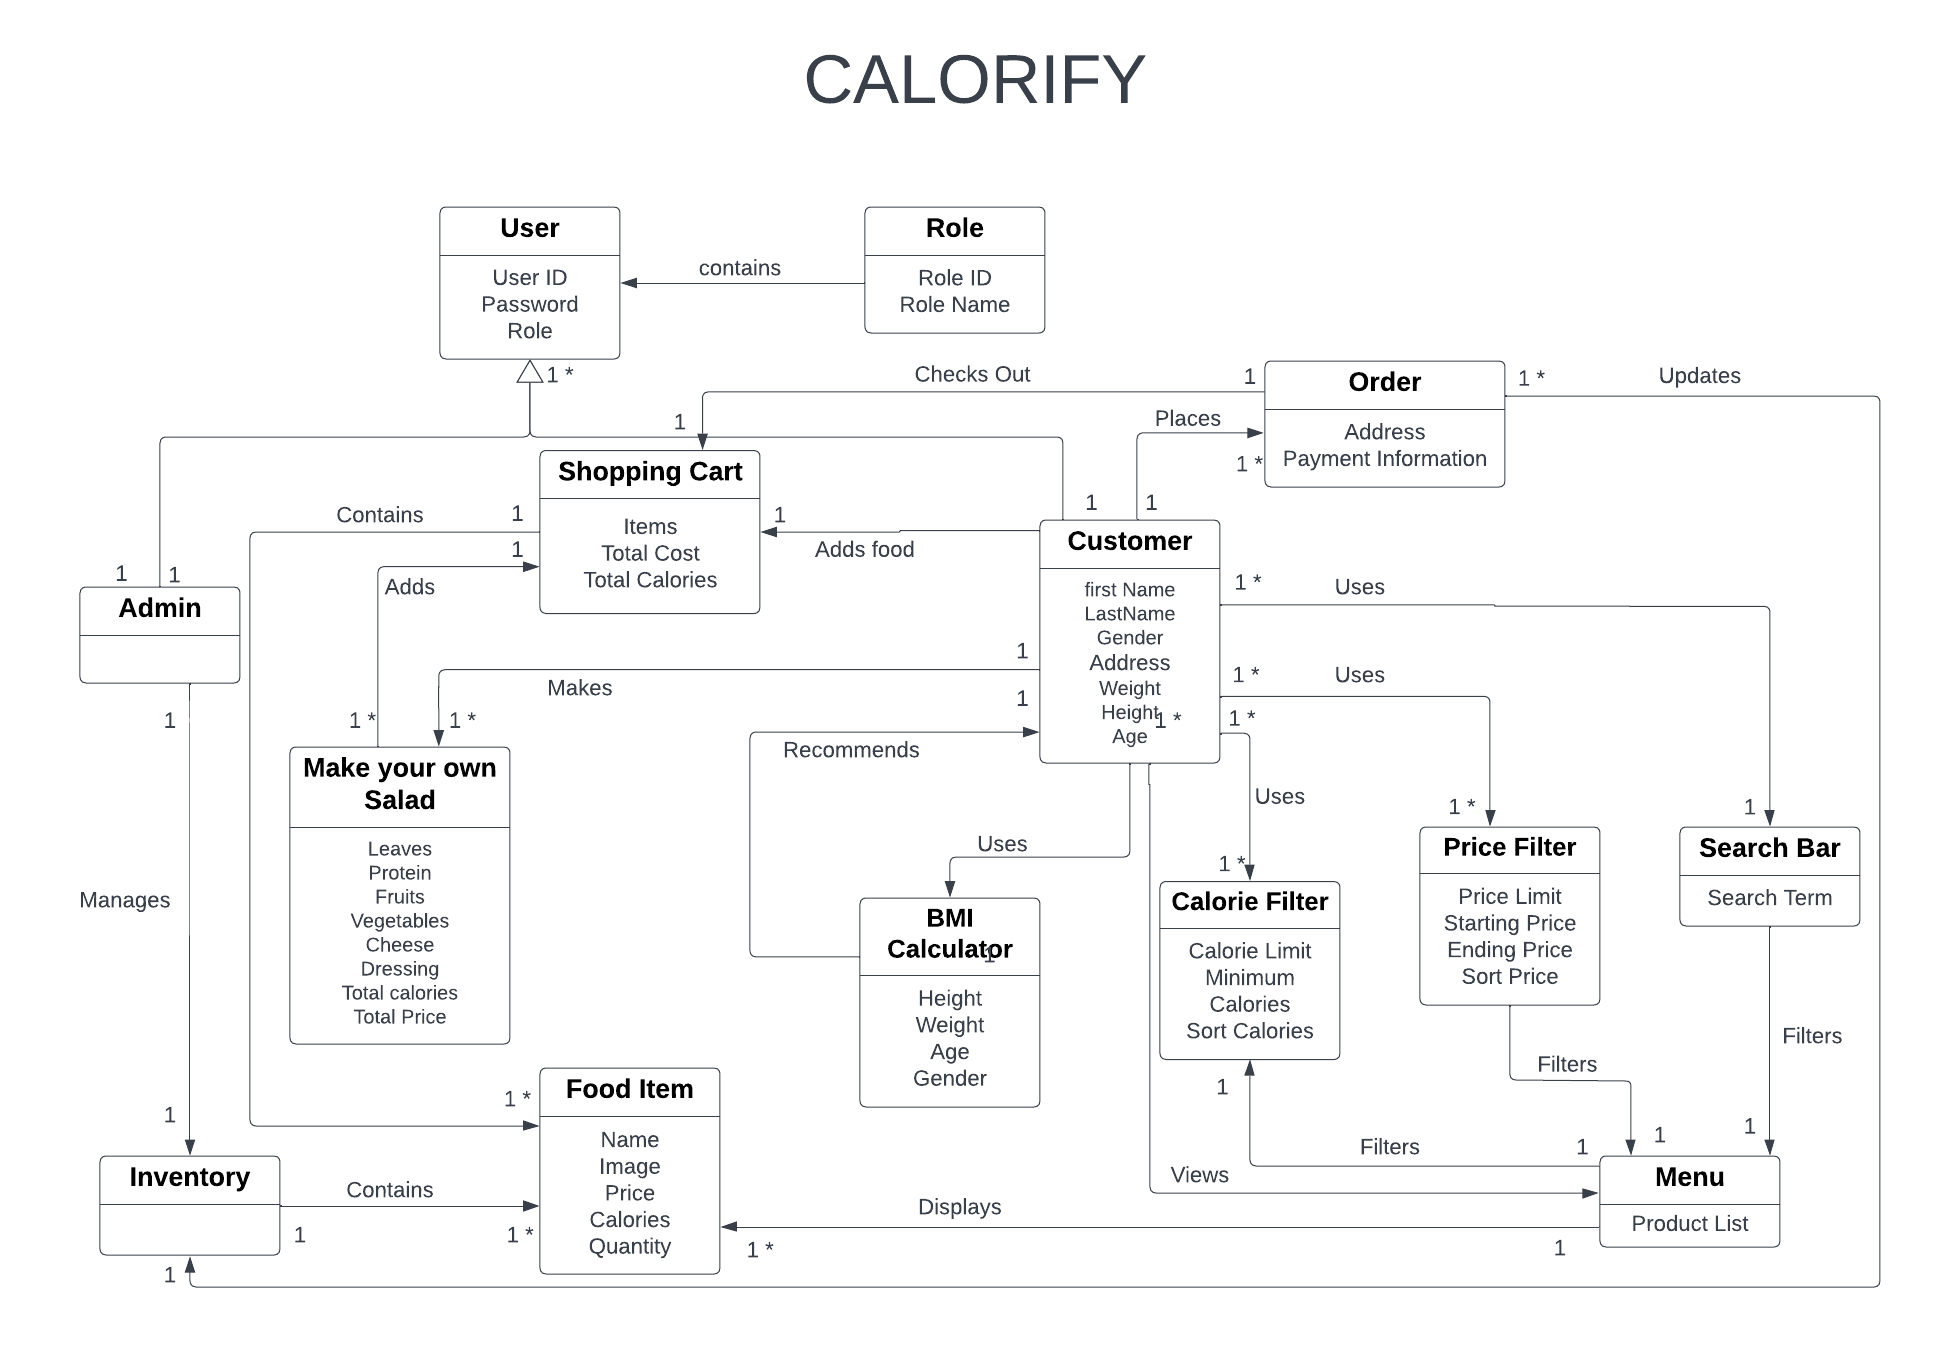 CALORIFY
User
User ID
Password
Role
contains
Role
Role ID
Role Name
1 *
Checks Out
1
1
Order
Address
Payment Information
1 *
Updates
Places
1 *
1
1
Shopping Cart
Items
Total Cost
Total Calories
Contains
1
1
Adds
1
Adds food
Customer
first Name
LastName
Gender
Address
Weight
Height
Age
1 *
1 *
Uses
1 *
Uses
1 *
Uses
1
1
Admin
1
Manages
1
1
Makes
1
Recommends
1 *
1 *
Make your own
Salad
Leaves
Protein
Fruits
Vegetables
Cheese
Dressing
Total calories
Total Price
Uses
BMI
Calculator
1
Height
Weight
Age
Gender
1 *
Calorie Filter
Calorie Limit
Minimum
Calories
Sort Calories
1
1 *
Price Filter
Price Limit
Starting Price
Ending Price
Sort Price
Filters
1
1
Search Bar
Search Term
Filters
1
Filters
1
Views
Menu
Product List
1
Displays
1 *
1 *
Food Item
Name
Image
Price
Calories
Quantity
Inventory
Contains
1
1 *
1